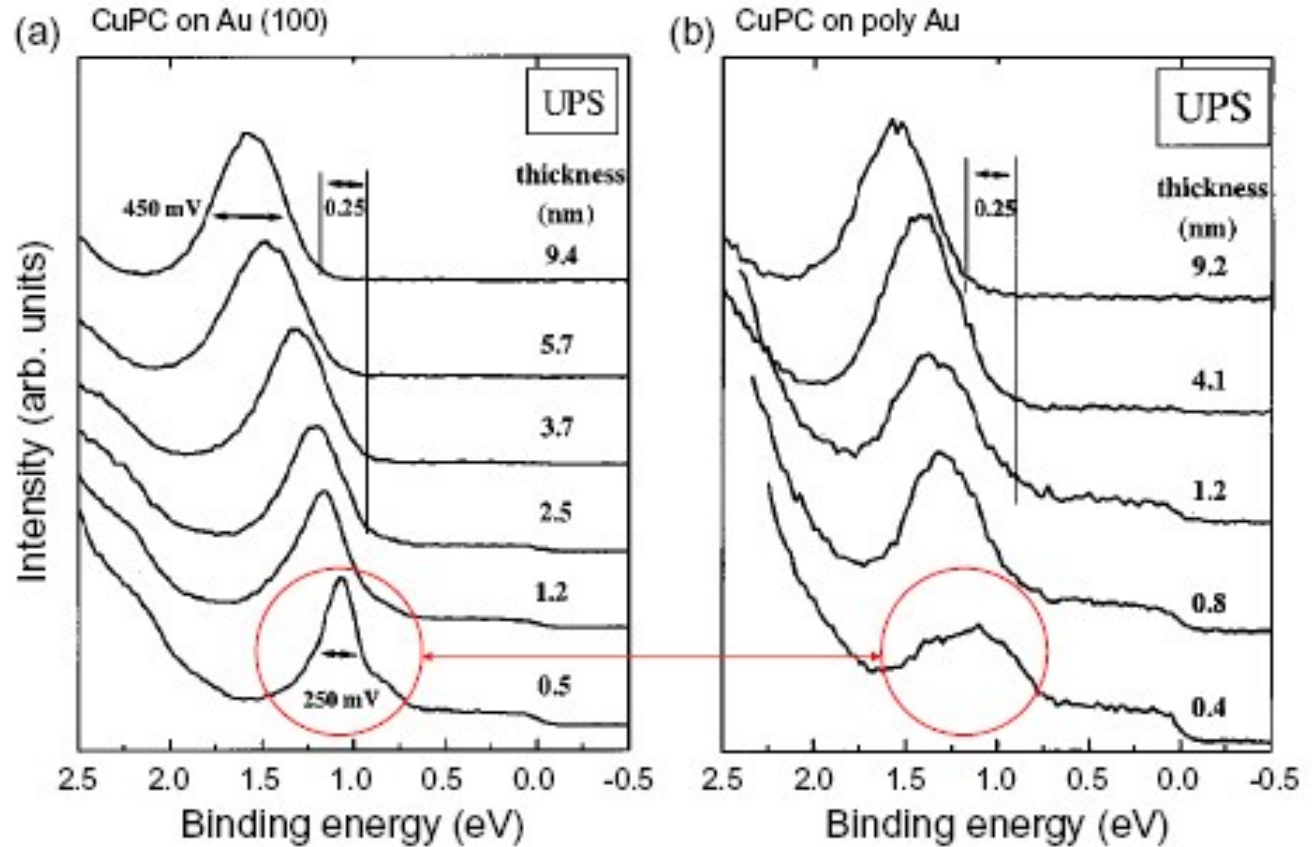 (a) CuPC on Au (100)
UPS
thickness
(nm)
450 mV
0.25
9.4
5.7
3.7
2.5
1.2
0.5
250 mV
2.5 2.0 1.5 1.0 0.5 0.0 -0.5
Binding energy (eV)
Intensity (arb. units)
(b) CuPC on poly Au
UPS
thickness
(nm)
0.25
9.2
4.1
1.2
0.8
0.4
2.5 2.0 1.5 1.0 0.5 0.0 -0.5
Binding energy (eV)